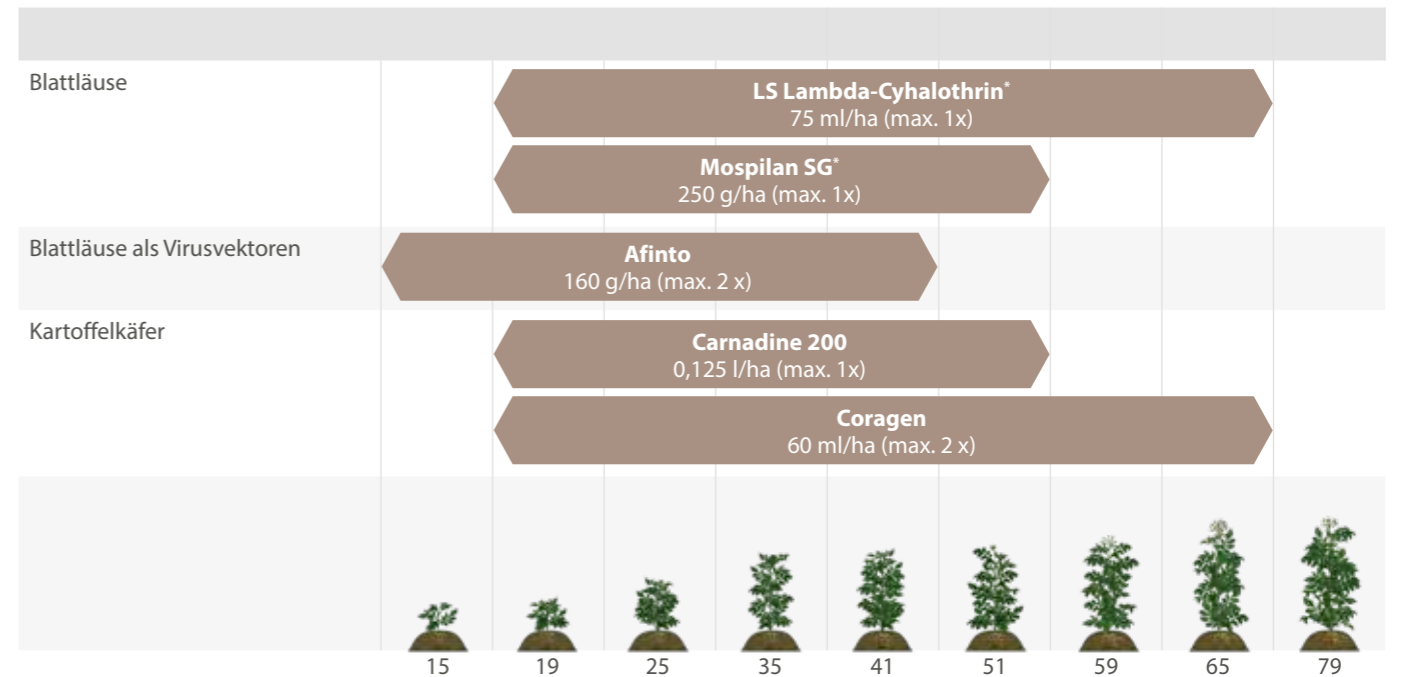 Blattläuse
LS Lambda-Cyhalothrin*
75 ml/ha (max. 1x)
Mospilan SG*
250 g/ha (max. 1x)
Blattläuse als Virusvektoren
Afinto
160 g/ha (max. 2 x)
Kartoffelkäfer
Carnadine 200
0,125 l/ha (max. 1x)
Coragen
60 ml/ha (max. 2 x)
15 19 25 35 41 51 59 65 79